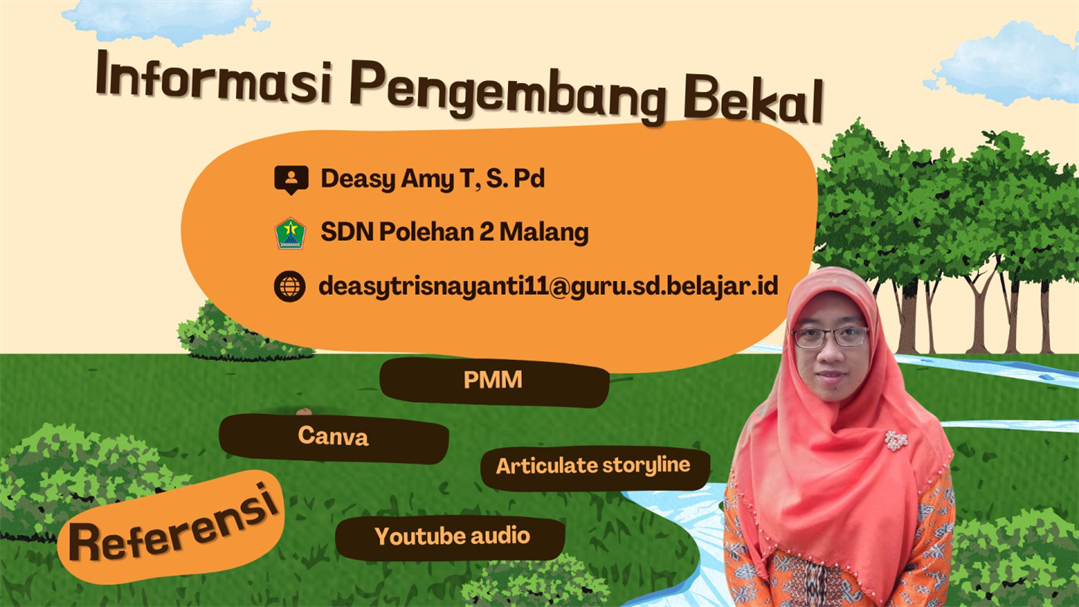 Informasi Pengembang Bekal
Deasy Amy T, S. Pd
SDN Polehan 2 Malang
deasytrisnayanti11@guru.sd.belajar.id
PMM
Canva
Articulate storyline
Referensi
Youtube audio